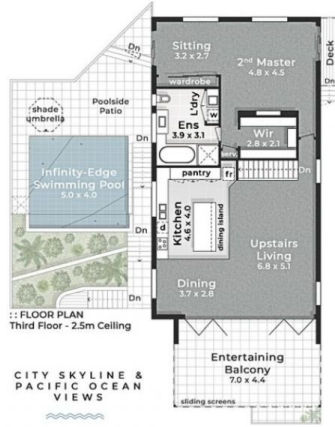 Dn
Sitting
3.2 x 2.7
2nd Master
4.8 x 4.5
Deck
wardrobe
Dn
shade
umbrella
Poolside
Patio
L'dry
w
Ens
3.9 x 3.1
Wir
2.8 x 2.1
Dn
Dn
serv.
Infinity-Edge
Swimming Pool
5.0 x 4.0
pantry
fr
Dn
Kitchen
4.6 x 4.0
dining island
d
Upstairs
Living
6.8 x 5.1
Dining
3.7 x 2.8
Dn
:: FLOOR PLAN
Third Floor - 2.5m Ceiling
Entertaining
Balcony
7.0 x 4.4
CITY SKYLINE &
PACIFIC OCEAN
VIEWS
sliding screens